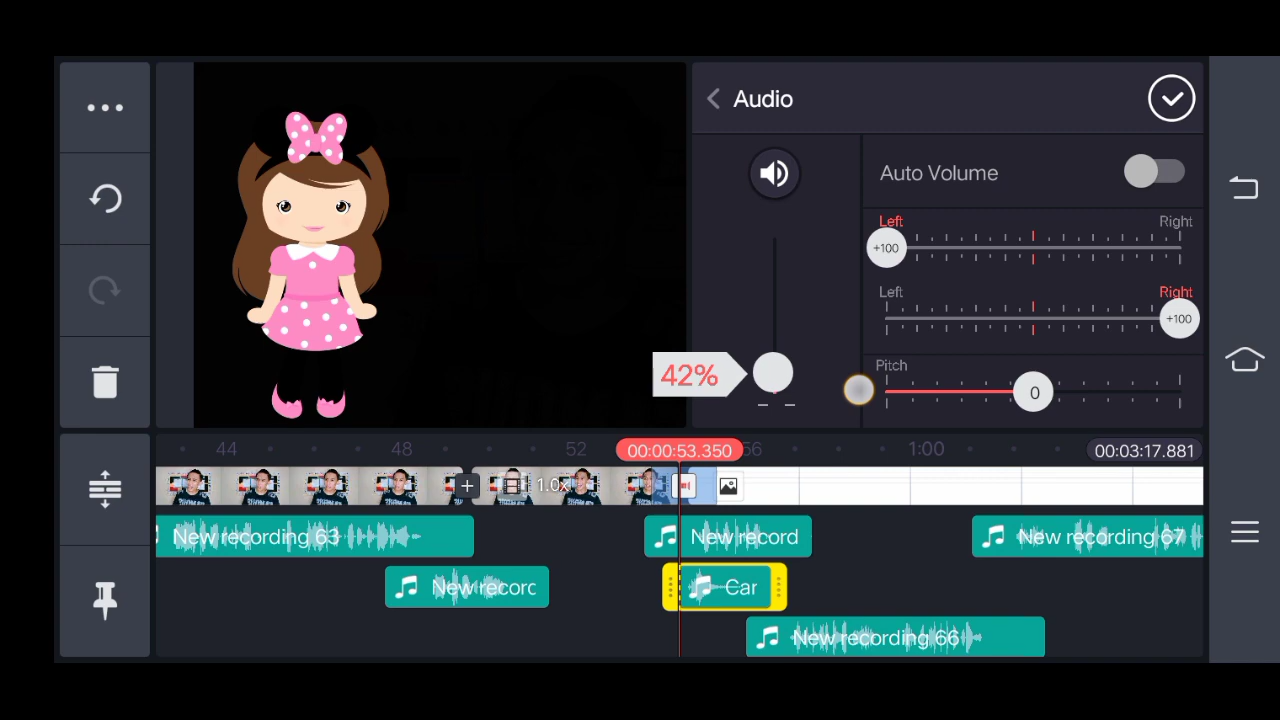 Audio
Auto Volume
Left Right
+100
Left Right
+100
42%
Pitch
0
44 48 52 00:00:53.350 56 1:00 00:03:17.881
1.0x
New recording 63 New record New recording 67
New recorc Car
New recording 66